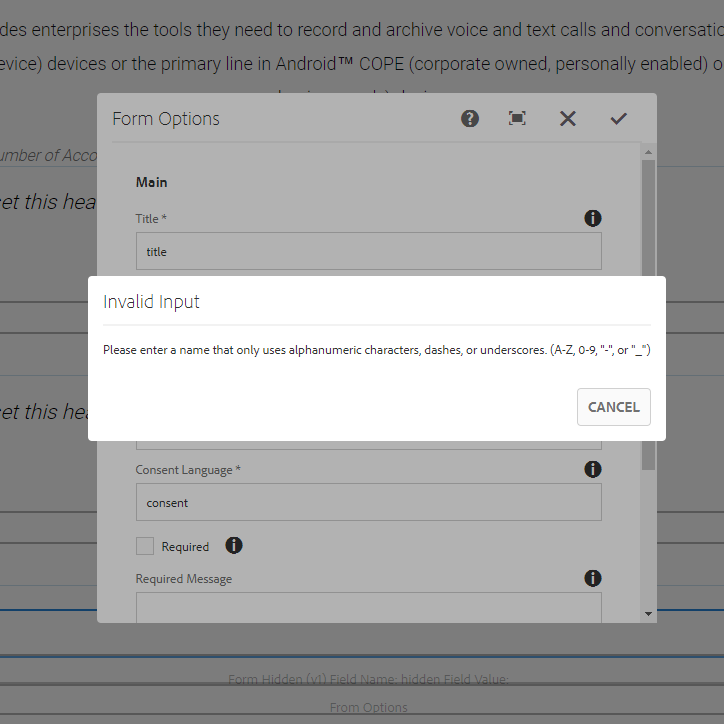 des enterprises the tools they need to record and archive voice and text calls and conversatio
evice) devices or the primary line in Android™ COPE (corporate owned, personally enabled) o
Form Options
umber of Acco
et this hea
Main
Title *
title
Invalid Input
Please enter a name that only uses alphanumeric characters, dashes, or underscores. (A-Z, 0-9, "-", or "_")
CANCEL
et this hea
Consent Language *
consent
Required
Required Message
Form Hidden (v1) Field Name: hidden Field Value:
From Options